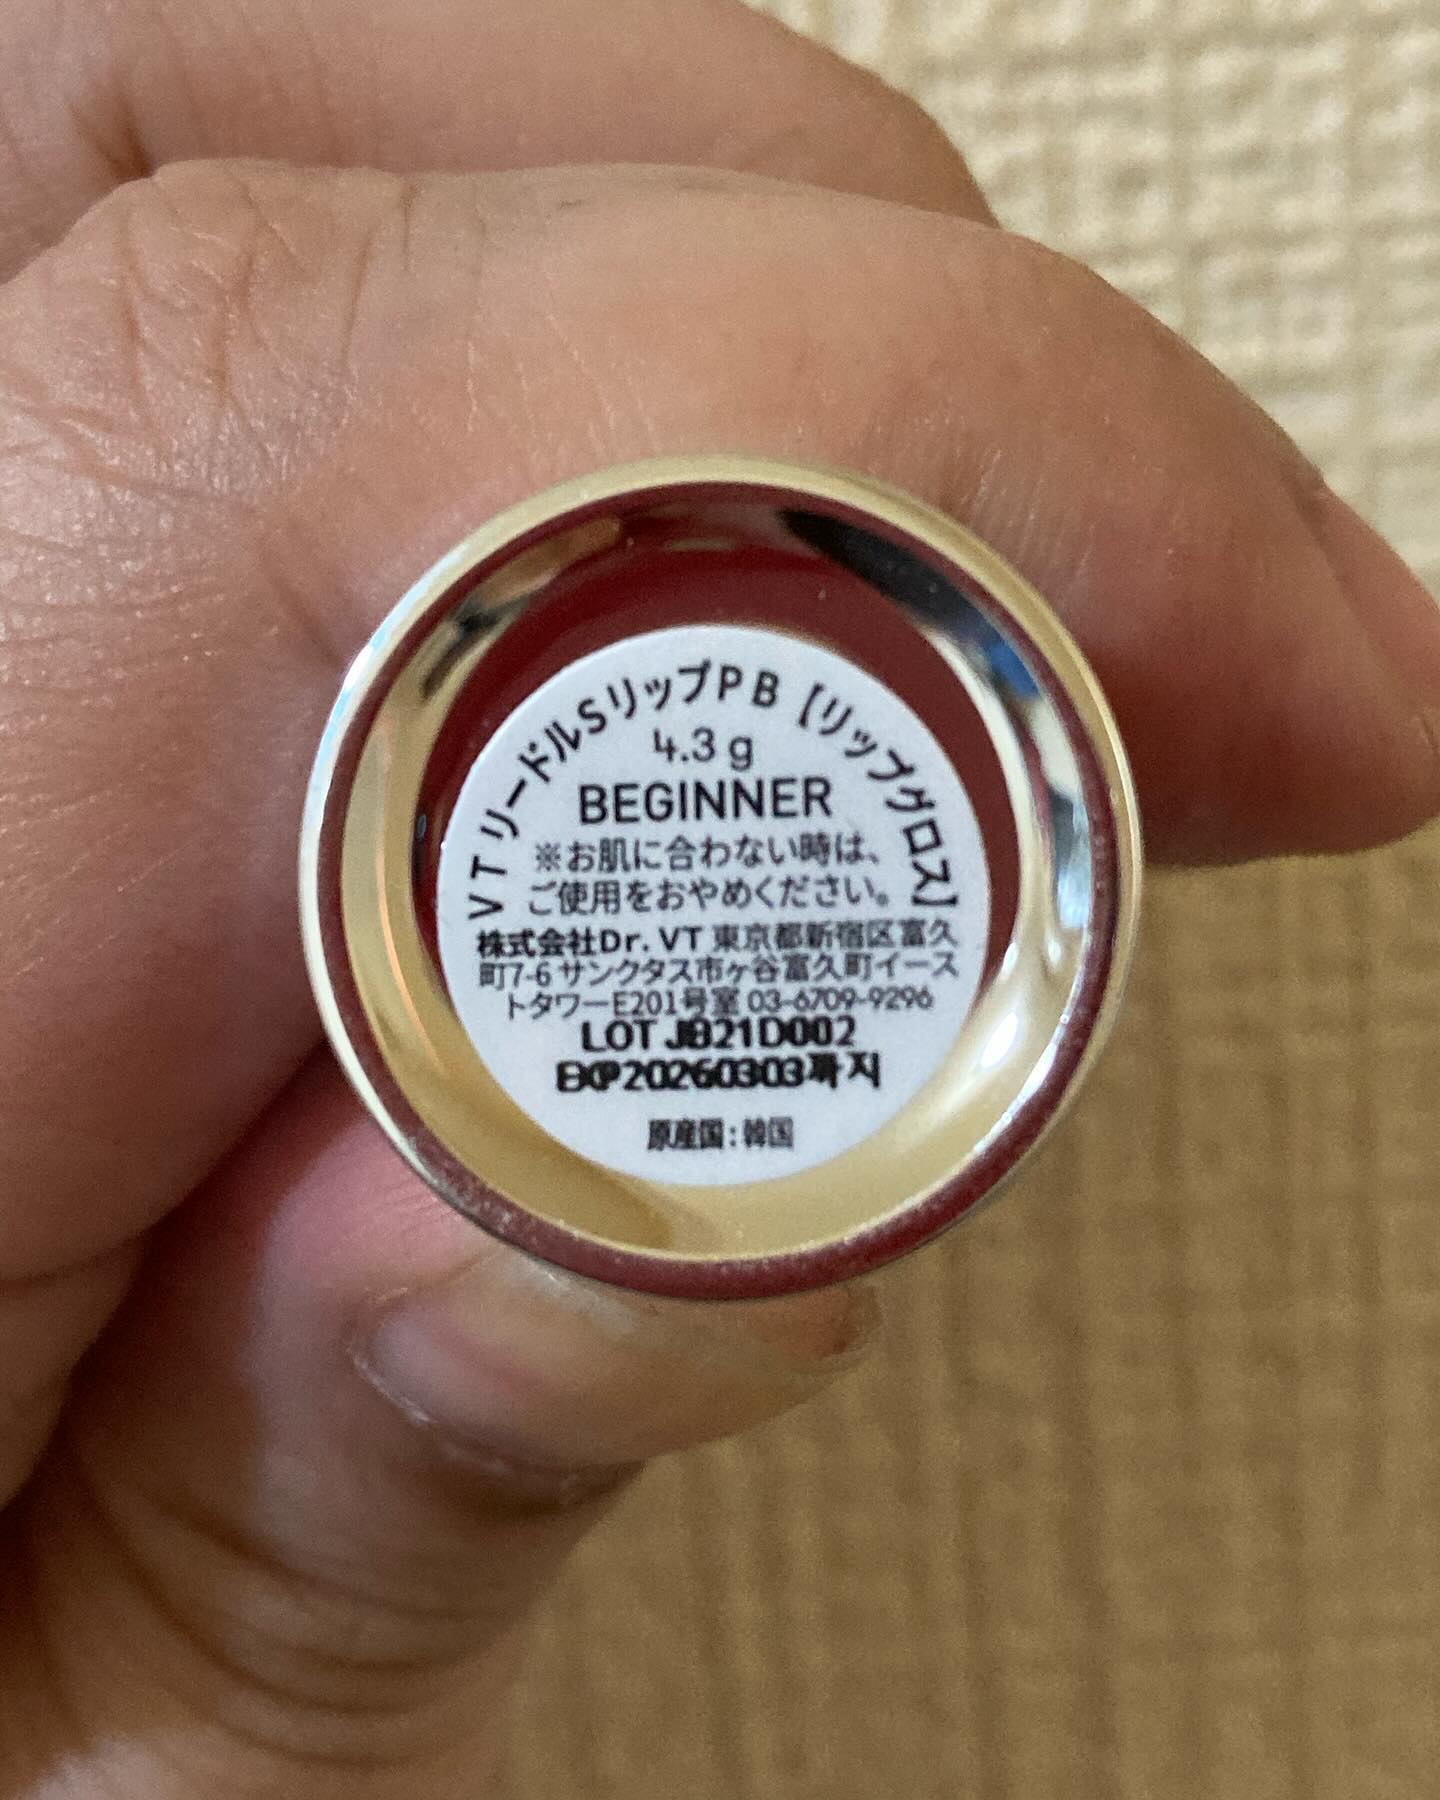 VTリードルSリップPB【リップグロス】
4.3g
BEGINNER
※お肌に合わない時は、
ご使用をおやめください。
株式会社Dr. VT 東京都新宿区富久
町7-6 サンクタス市ヶ谷富久町イース
トタワーE201号室 03-6709-9296
LOT JB21D002
EXP20260303까지
原産国:韓国